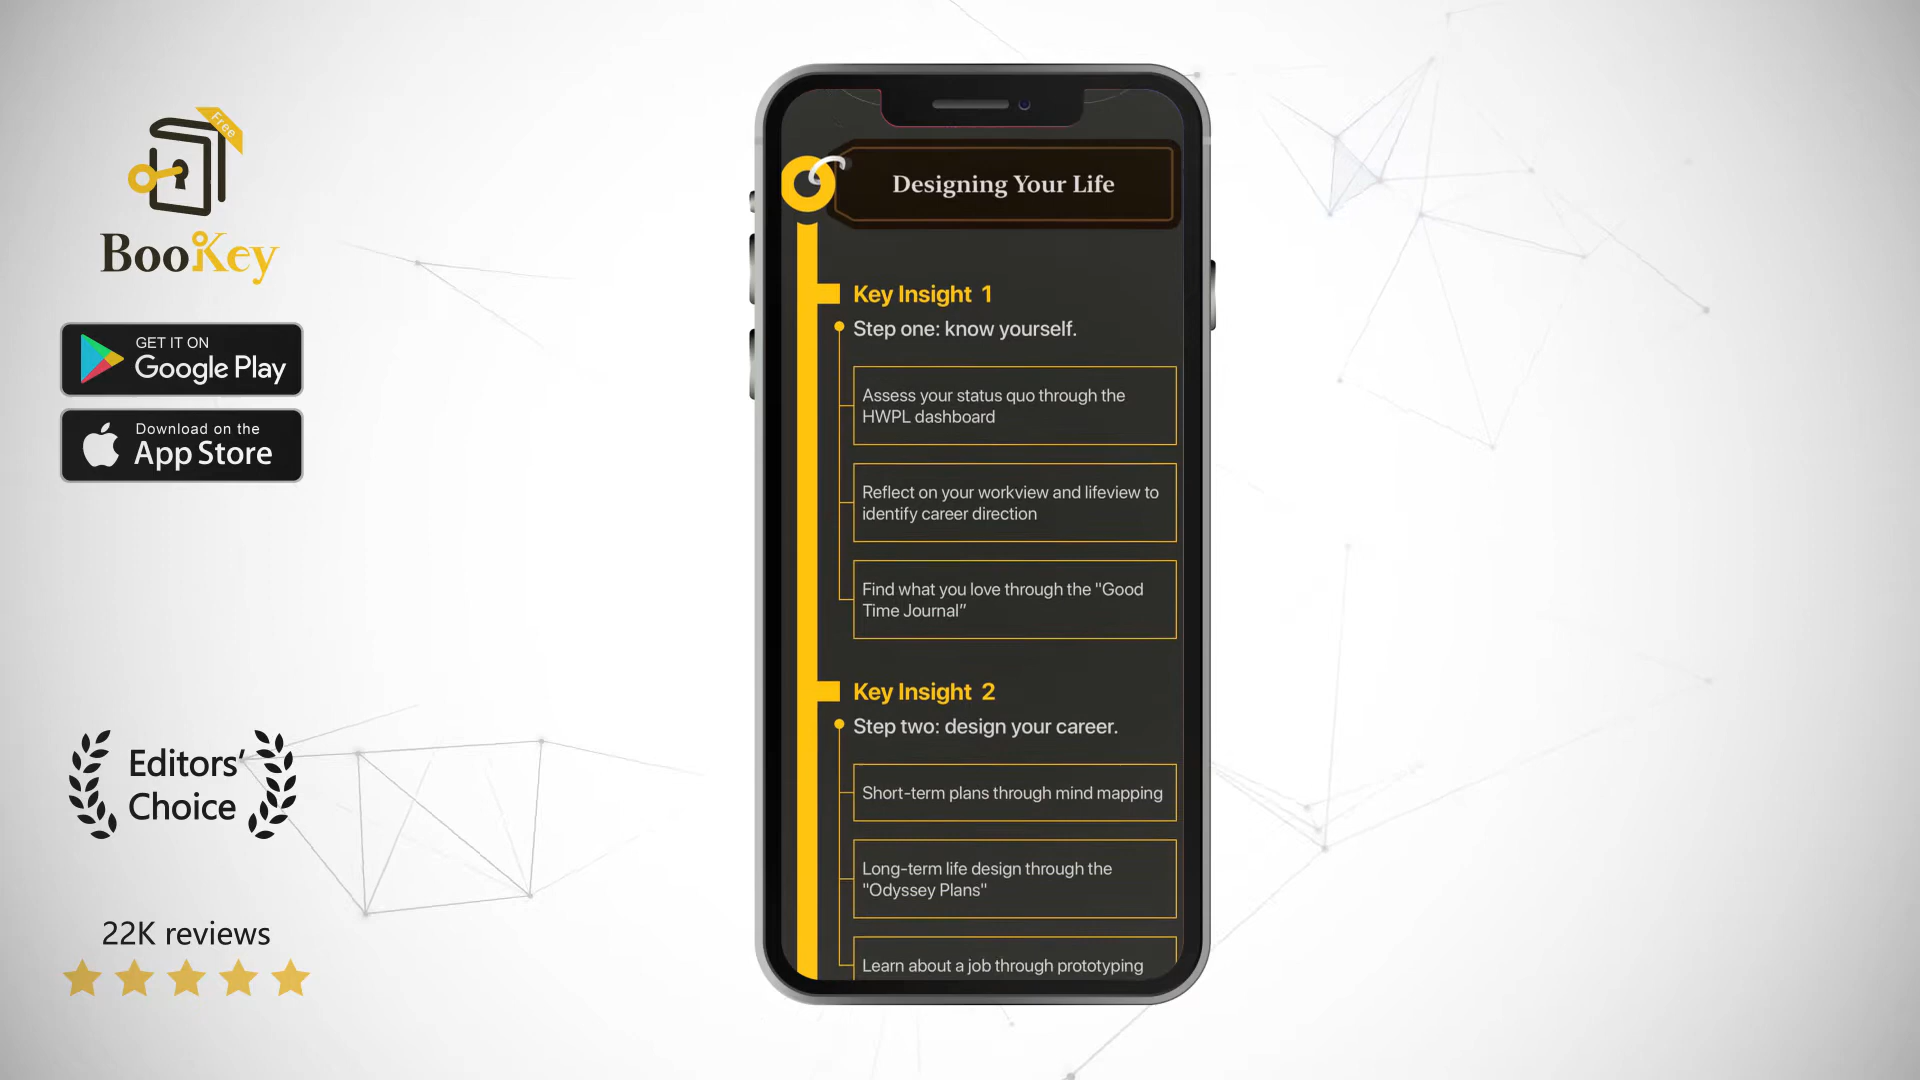 Free
BooKey
GET IT ON
Google Play
Download on the
App Store
Editors'
Choice
22K reviews
Designing Your Life
Key Insight 1
Step one: know yourself.
Assess your status quo through the
HWPL dashboard
Reflect on your workview and lifeview to
identify career direction
Find what you love through the "Good
Time Journal”
Key Insight 2
Step two: design your career.
Short-term plans through mind mapping
Long-term life design through the
"Odyssey Plans"
Learn about a job through prototyping